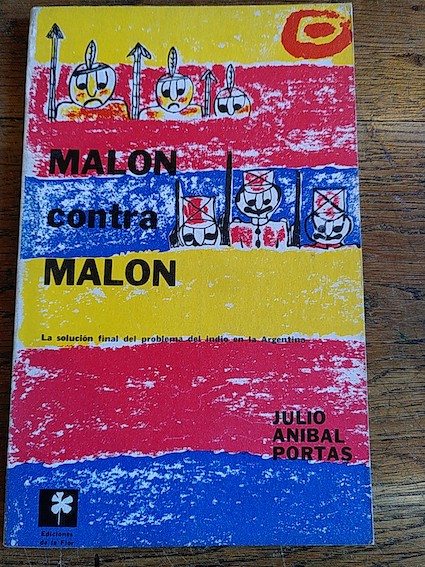 MALON
contra
MALON
La solución final del problema del indio en la Argentina
JULIO
ANIBAL
PORTAS
Ediciones
de la Flor